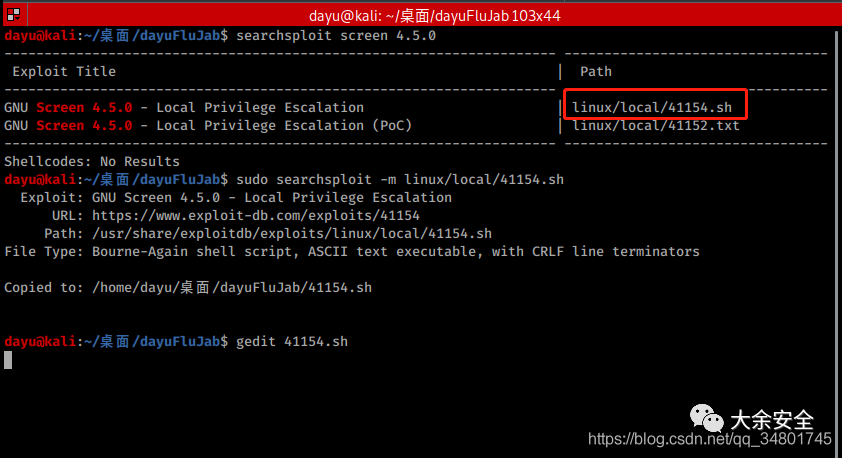 dayu@kali: ~/桌面/dayuFluJab 103x44
dayu@kali:~/桌面/dayuFluJab$ searchsploit screen 4.5.0
---------------------------------------------------------------------- ---------------------------------
Exploit Title | Path
---------------------------------------------------------------------- ---------------------------------
GNU Screen 4.5.0 - Local Privilege Escalation | linux/local/41154.sh
GNU Screen 4.5.0 - Local Privilege Escalation (PoC) | linux/local/41152.txt
---------------------------------------------------------------------- ---------------------------------
Shellcodes: No Results
dayu@kali:~/桌面/dayuFluJab$ sudo searchsploit -m linux/local/41154.sh
Exploit: GNU Screen 4.5.0 - Local Privilege Escalation
URL: https://www.exploit-db.com/exploits/41154
Path: /usr/share/exploitdb/exploits/linux/local/41154.sh
File Type: Bourne-Again shell script, ASCII text executable, with CRLF line terminators
Copied to: /home/dayu/桌面/dayuFluJab/41154.sh
dayu@kali:~/桌面/dayuFluJab$ gedit 41154.sh
大余安全
https://blog.csdn.net/qq_34801745